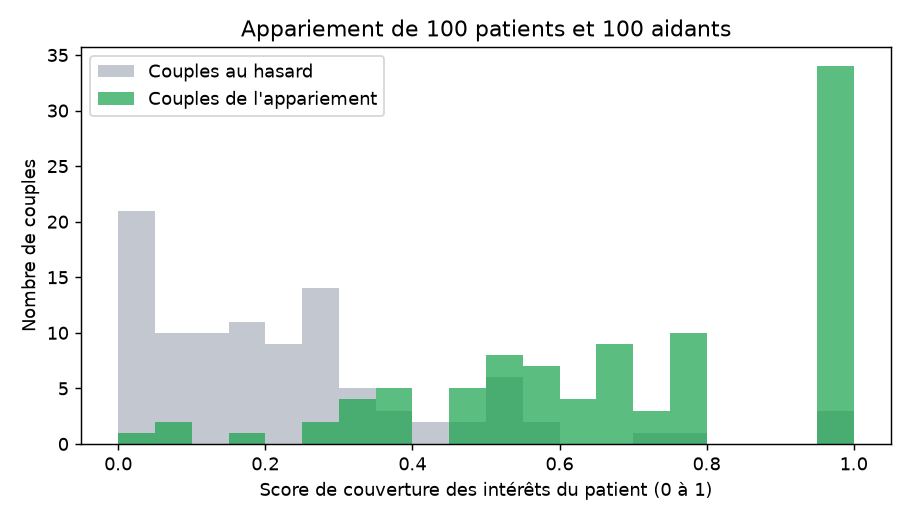 Appariement de 100 patients et 100 aidants
Couples au hasard
Couples de l'appariement
Nombre de couples
35
30
25
20
15
10
5
0
0.0 0.2 0.4 0.6 0.8 1.0
Score de couverture des intérêts du patient (0 à 1)